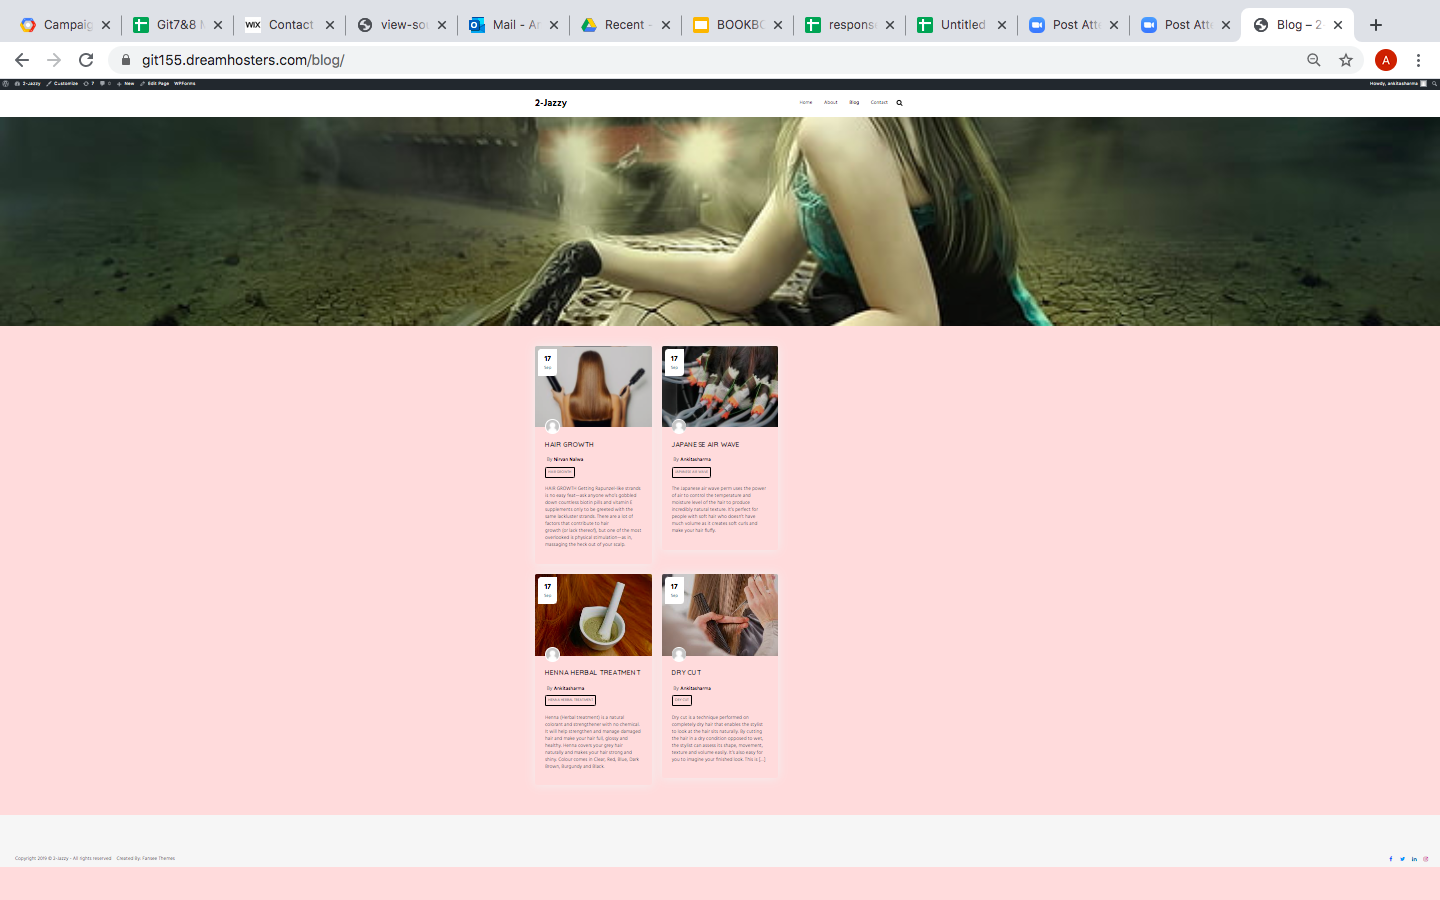 Campaig
Git7&8 M
WIX Contact
view-sou
Mail - An
Recent -
BOOKBO
respons
Untitled
Post Atte
Post Atte
Blog – 2
git155.dreamhosters.com/blog/
A
2-Jazzy Customize 7 0 New Edit Page WPForms
Howdy, ankitasharma
2-Jazzy
Home About Blog Contact
17
Sep
HAIR GROWTH
By Nirvan Naliwa
HAIR GROWTH
HAIR GROWTH Getting Rapunzel-like strands
is no easy feat—ask anyone who's gobbled
down countless biotin pills and vitamin E
supplements only to be greeted with the
same lackluster strands. There are a lot of
factors that contribute to hair
growth (or lack thereof), but one of the most
overlooked is physical stimulation—as in,
massaging the heck out of your scalp.
17
Sep
JAPANESE AIR WAVE
By Ankitasharma
JAPANESE AIR WAVE
The Japanese air wave perm uses the power
of air to control the temperature and
moisture level of the hair to produce
incredibly natural texture. It's perfect for
people with soft hair who doesn't have
much volume as it creates soft curls and
make your hair fluffy.
17
Sep
HENNA HERBAL TREATMENT
By Ankitasharma
HENNA HERBAL TREATMENT
Henna (Herbal treatment) is a natural
colorant and strengthener with no chemical.
It will help strengthen and manage damaged
hair and make your hair full, glossy and
healthy. Henna covers your grey hair
naturally and makes your hair strong and
shiny. Colour comes in Clear, Red, Blue, Dark
Brown, Burgundy and Black.
17
Sep
DRY CUT
By Ankitasharma
DRY CUT
Dry cut is a technique performed on
completely dry hair that enables the stylist
to look at the hair sits naturally. By cutting
the hair in a dry condition opposed to wet,
the stylist can assess its shape, movement,
texture and volume easily. It's also easy for
you to imagine your finished look. This is [...]
Copyright 2019 © 2-Jazzy - All rights reserved Created By: Fansee Themes